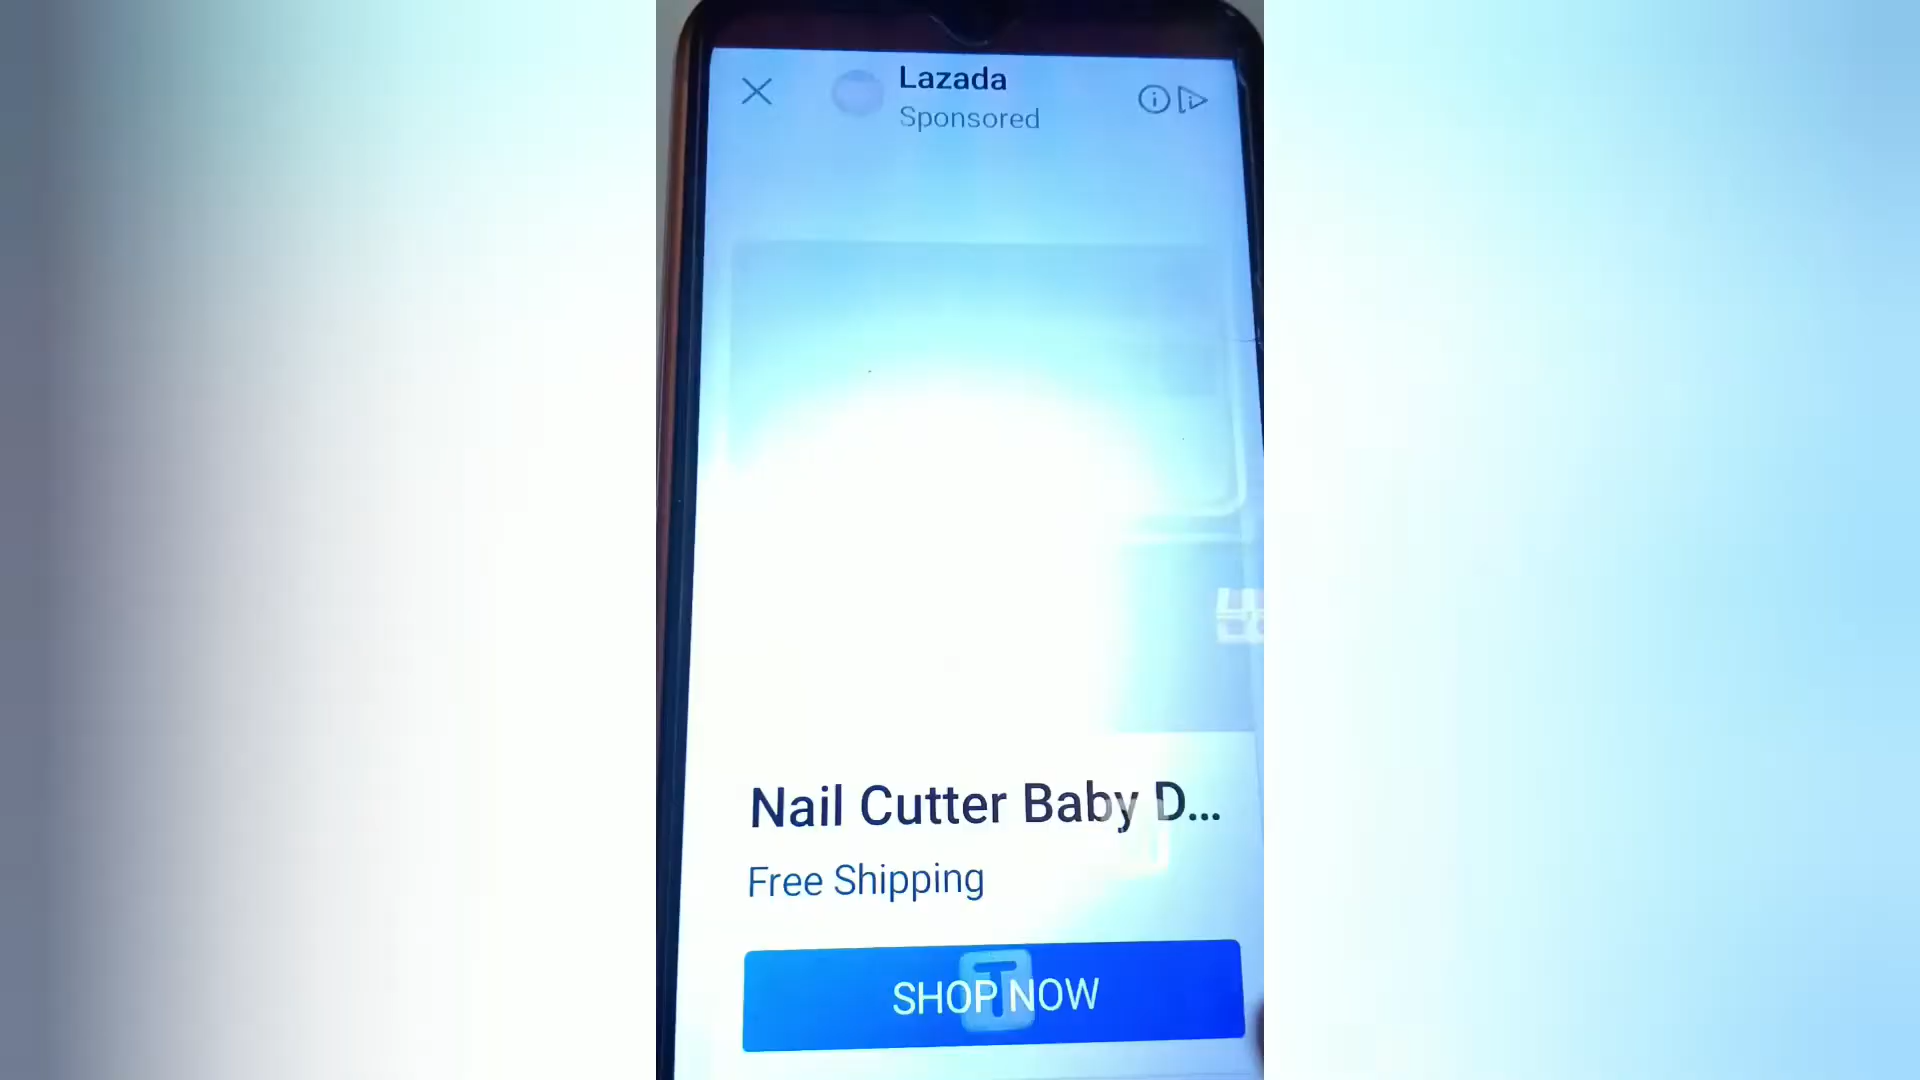 Lazada
Sponsored
Nail Cutter Baby D...
Free Shipping
SHOP NOW
T